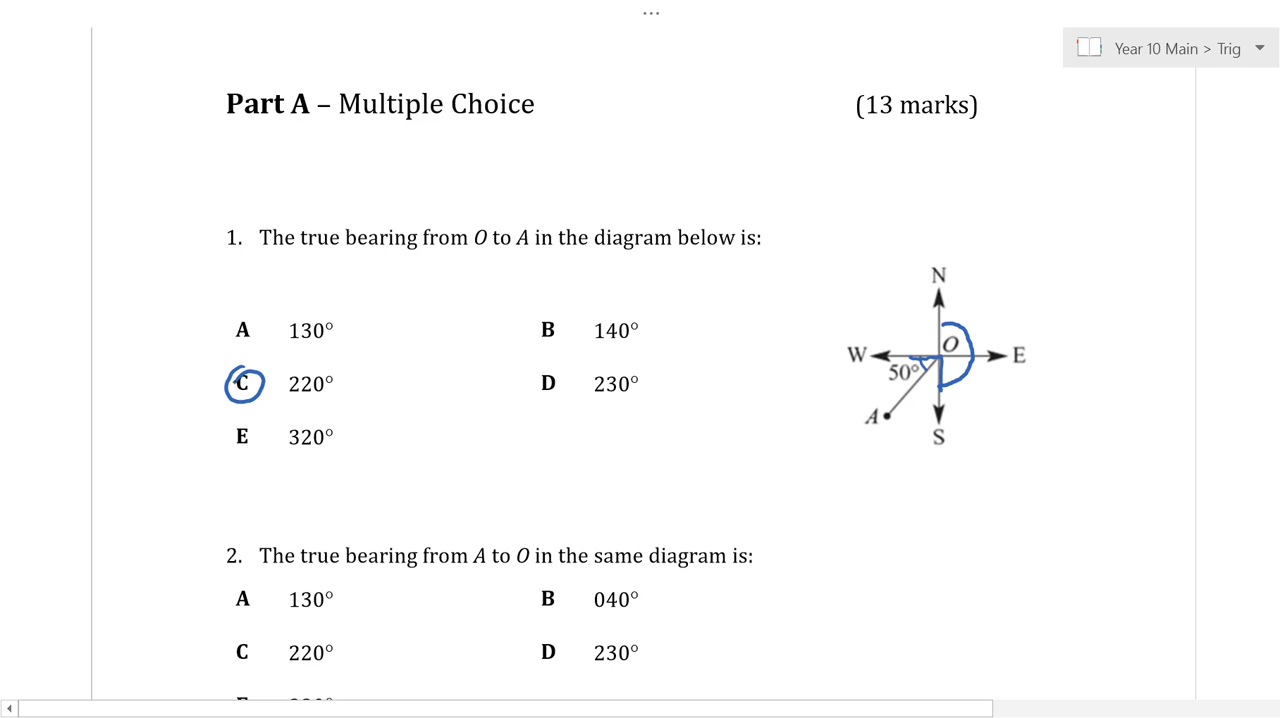 ...
Year 10 Main > Trig
Part A – Multiple Choice (13 marks)
1. The true bearing from O to A in the diagram below is:
A 130° B 140°
C 220° D 230°
E 320°
N
W O E
50°
A
S
2. The true bearing from A to O in the same diagram is:
A 130° B 040°
C 220° D 230°